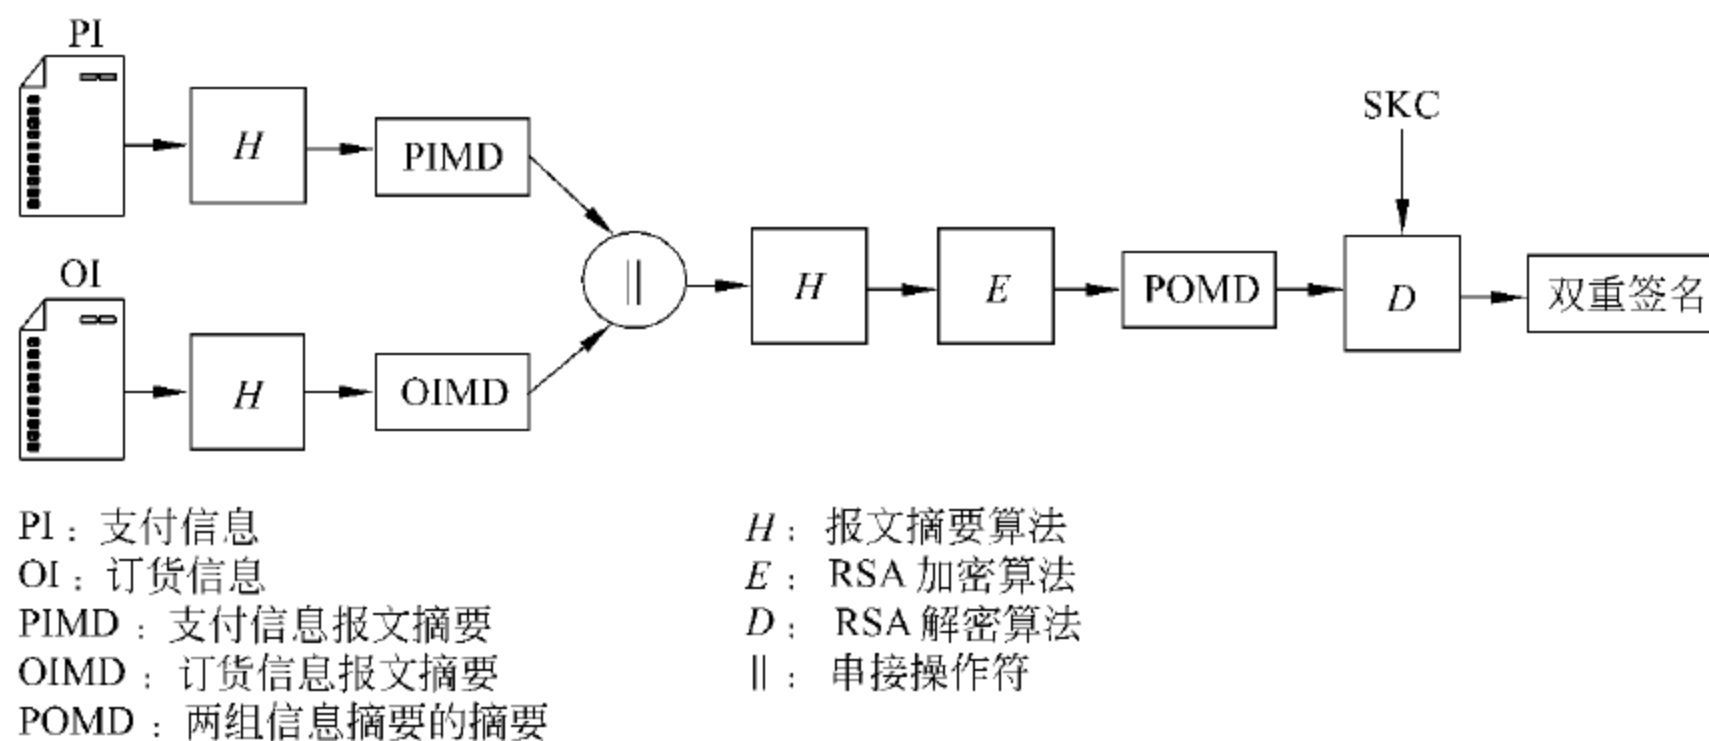 PI
SKC
H
PIMD
OI
||
H
E
POMD
D
双重签名
H
OIMD
PI：支付信息
OI：订货信息
PIMD：支付信息报文摘要
OIMD：订货信息报文摘要
POMD：两组信息摘要的摘要
H：报文摘要算法
E：RSA 加密算法
D：RSA 解密算法
||：串接操作符